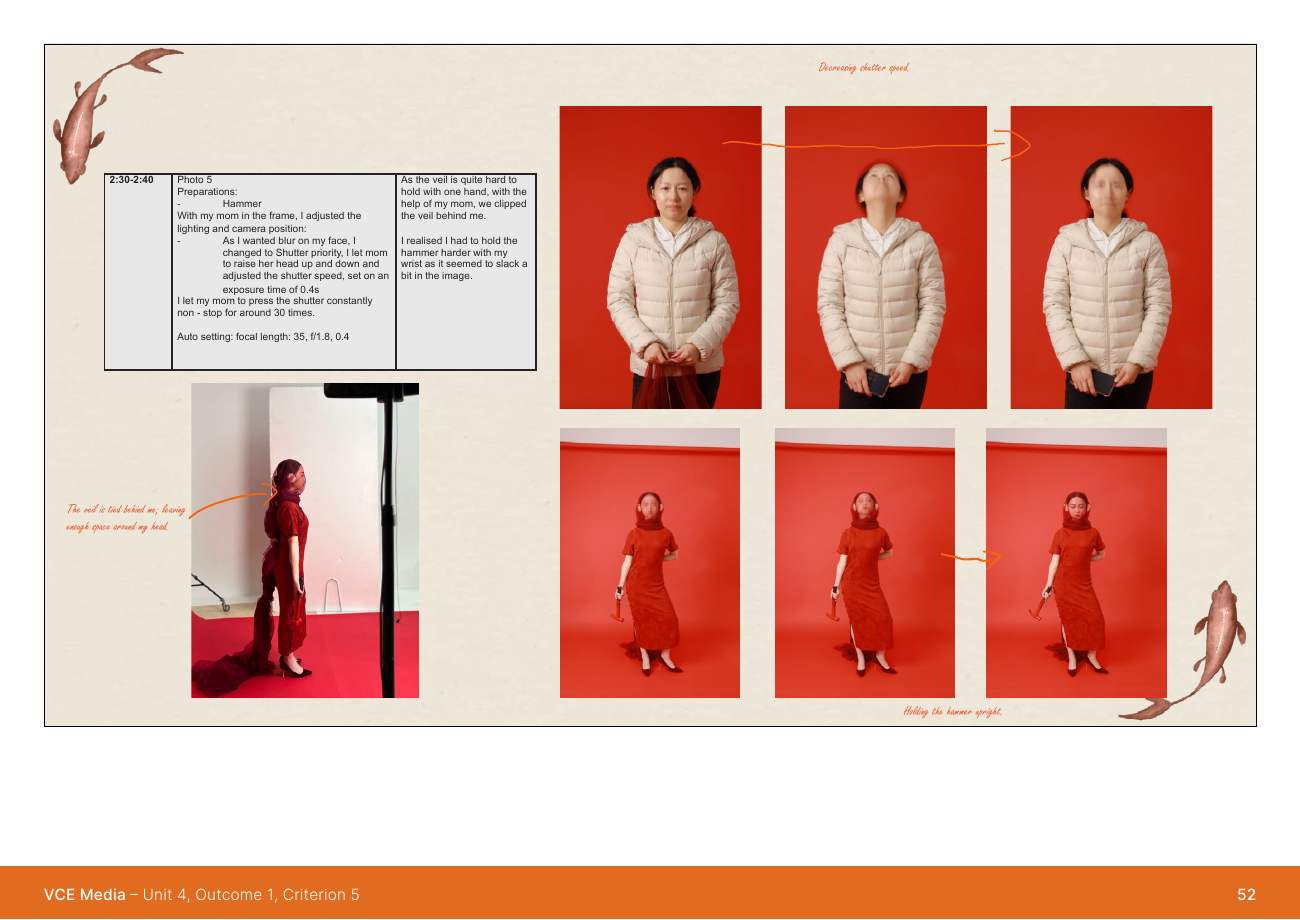 Decreasing shutter speed.
2:30-2:40
Photo 5
Preparations:
- Hammer
With my mom in the frame, I adjusted the
lighting and camera position:
- As I wanted blur on my face, I
changed to Shutter priority, I let mom
to raise her head up and down and
adjusted the shutter speed, set on an
exposure time of 0.4s
I let my mom to press the shutter constantly
non - stop for around 30 times.
Auto setting: focal length: 35, f/1.8, 0.4
As the veil is quite hard to
hold with one hand, with the
help of my mom, we clipped
the veil behind me.
I realised I had to hold the
hammer harder with my
wrist as it seemed to slack a
bit in the image.
The veil is tied behind me; leaving
enough space around my head.
Holding the hammer upright.
VCE Media – Unit 4, Outcome 1, Criterion 5
52